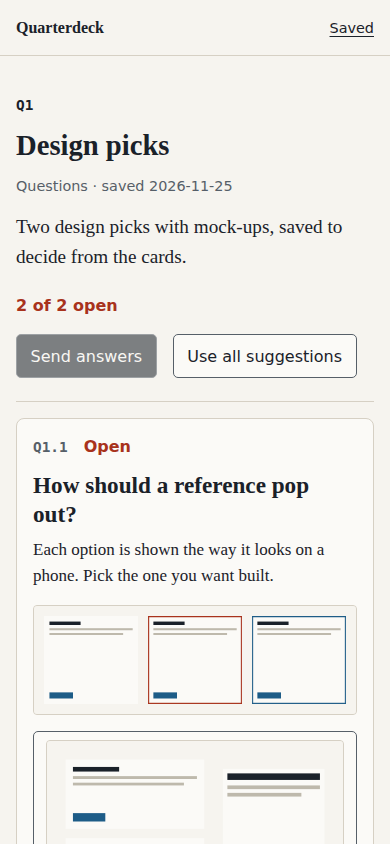 Quarterdeck
Saved
Q1
Design picks
Questions · saved 2026-11-25
Two design picks with mock-ups, saved to
decide from the cards.
2 of 2 open
Send answers
Use all suggestions
Q1.1 Open
How should a reference pop
out?
Each option is shown the way it looks on a
phone. Pick the one you want built.